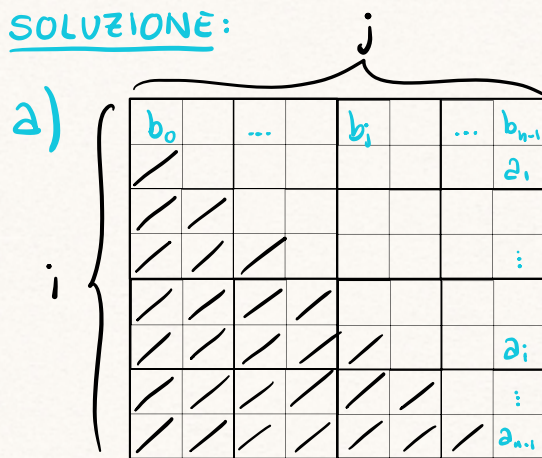 SOLUZIONE:
j
a)
b₀ ... bⱼ ... bₙ₋₁
a₁
i
⋮
aᵢ
⋮
aₙ₋₁